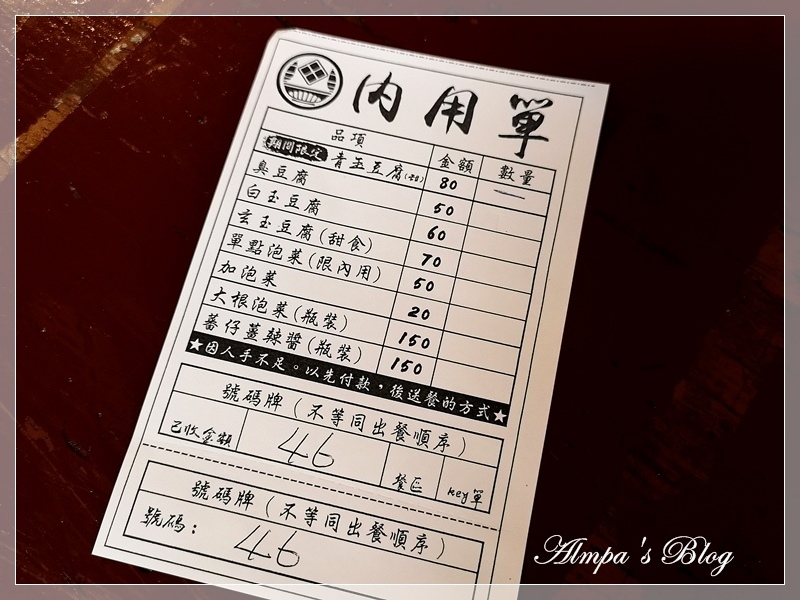 內用單
品項 金額 數量
期間限定 青玉豆腐 80 一
臭豆腐 50
白玉豆腐 60
玄玉豆腐(甜食) 70
單點泡菜(限內用) 50
加泡菜 20
大根泡菜(瓶裝) 150
蕃仔薑辣醬(瓶裝) 150
★因人手不足。以先付款，後送餐的方式★
號碼牌(不等同出餐順序)
已收金額 46 餐區 key單
號碼牌(不等同出餐順序)
號碼： 46
Almpa's Blog